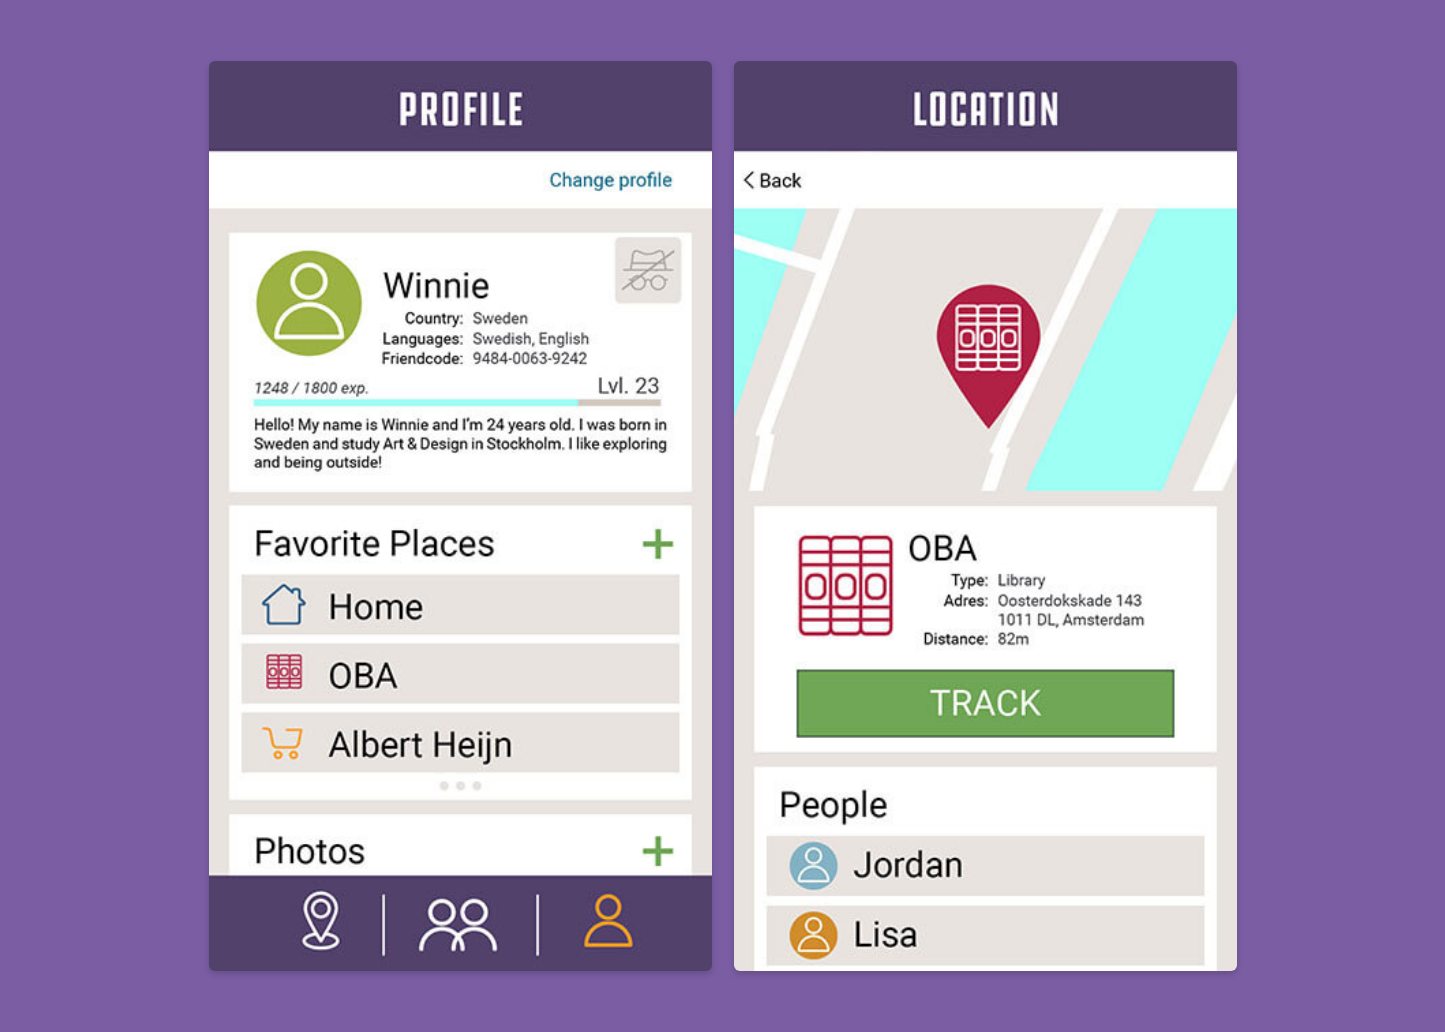 PROFILE
Change profile
Winnie
Country: Sweden
Languages: Swedish, English
Friendcode: 9484-0063-9242
1248 / 1800 exp.
Lvl. 23
Hello! My name is Winnie and I'm 24 years old. I was born in
Sweden and study Art & Design in Stockholm. I like exploring
and being outside!
Favorite Places
Home
OBA
Albert Heijn
Photos
LOCATION
Back
OBA
Type: Library
Adres: Oosterdokskade 143
1011 DL, Amsterdam
Distance: 82m
TRACK
People
Jordan
Lisa